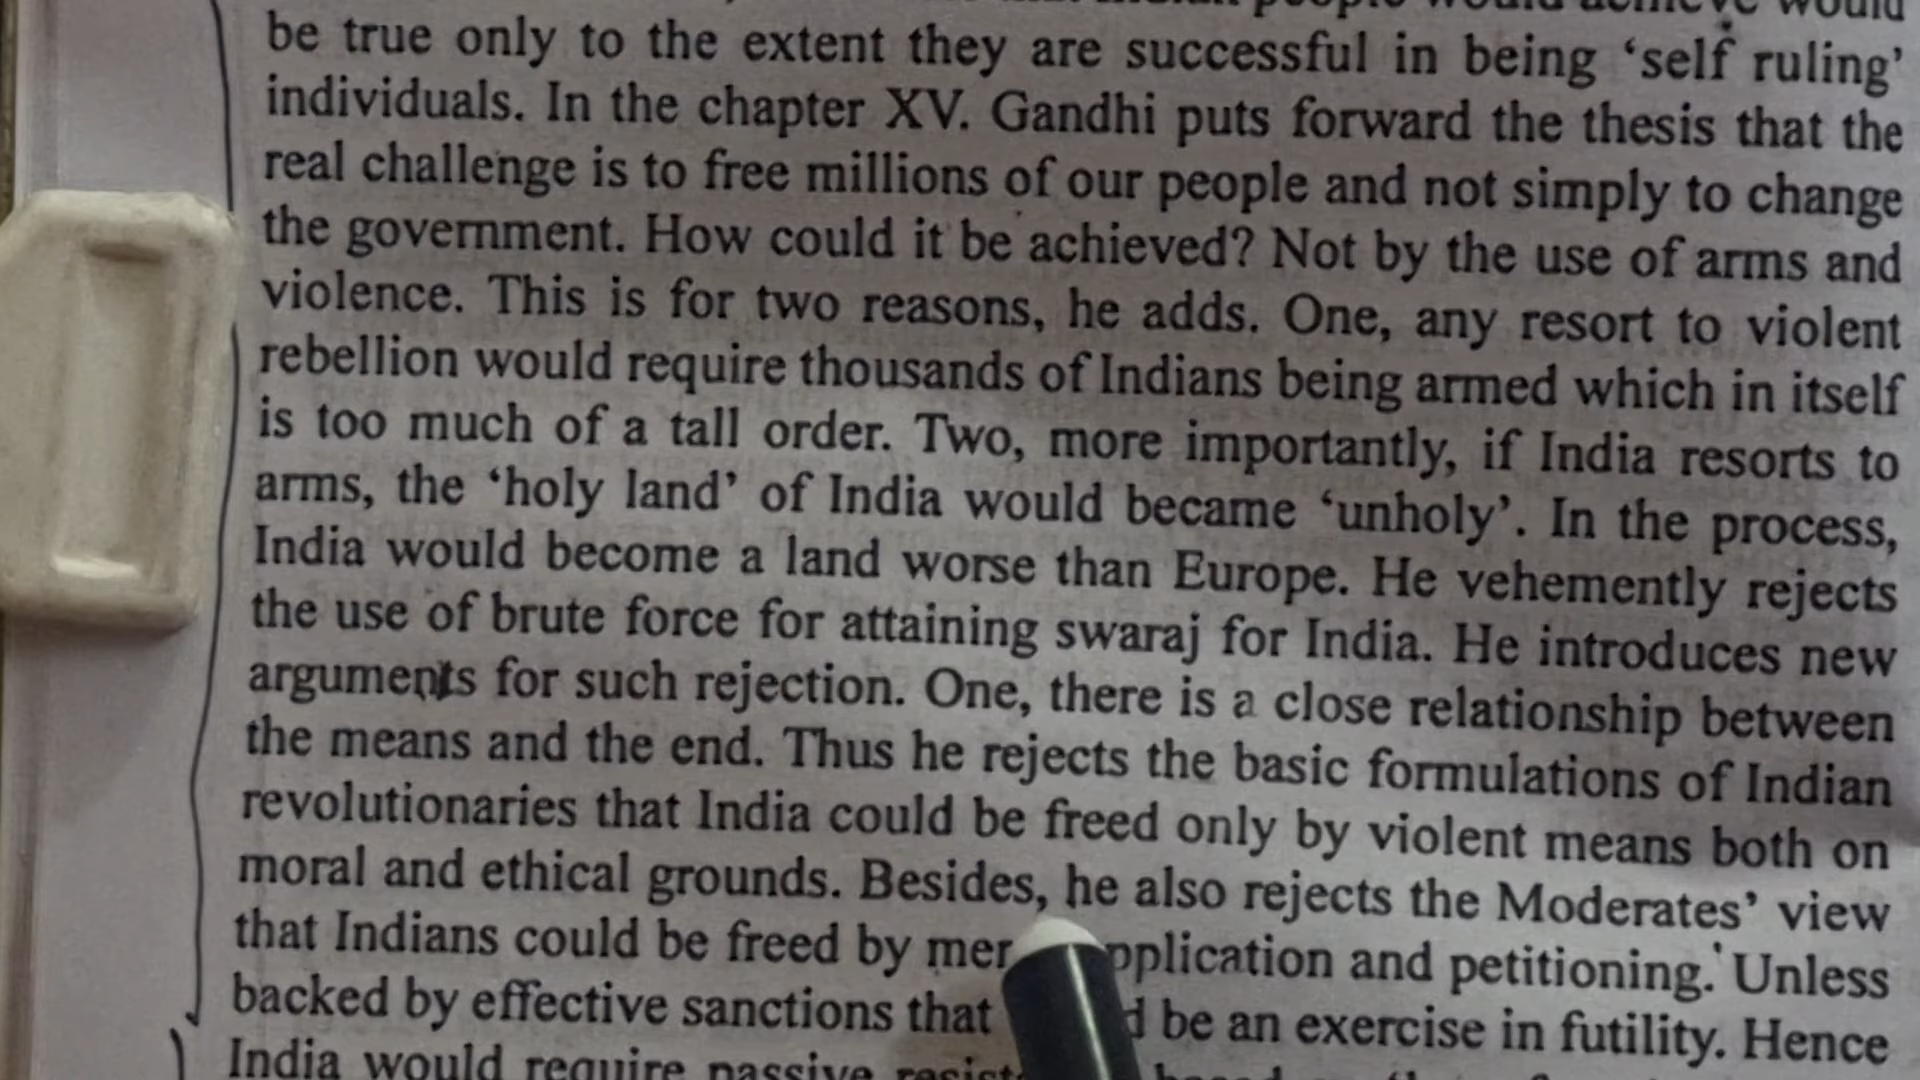 Indian people would achieve would
be true only to the extent they are successful in being ‘self ruling’
individuals. In the chapter XV. Gandhi puts forward the thesis that the
real challenge is to free millions of our people and not simply to change
the government. How could it be achieved? Not by the use of arms and
violence. This is for two reasons, he adds. One, any resort to violent
rebellion would require thousands of Indians being armed which in itself
is too much of a tall order. Two, more importantly, if India resorts to
arms, the ‘holy land’ of India would became ‘unholy’. In the process,
India would become a land worse than Europe. He vehemently rejects
the use of brute force for attaining swaraj for India. He introduces new
arguments for such rejection. One, there is a close relationship between
the means and the end. Thus he rejects the basic formulations of Indian
revolutionaries that India could be freed only by violent means both on
moral and ethical grounds. Besides, he also rejects the Moderates’ view
that Indians could be freed by and petitioning. Unless
backed by effective sanctions that be an exercise in futility. Hence
India would require passive